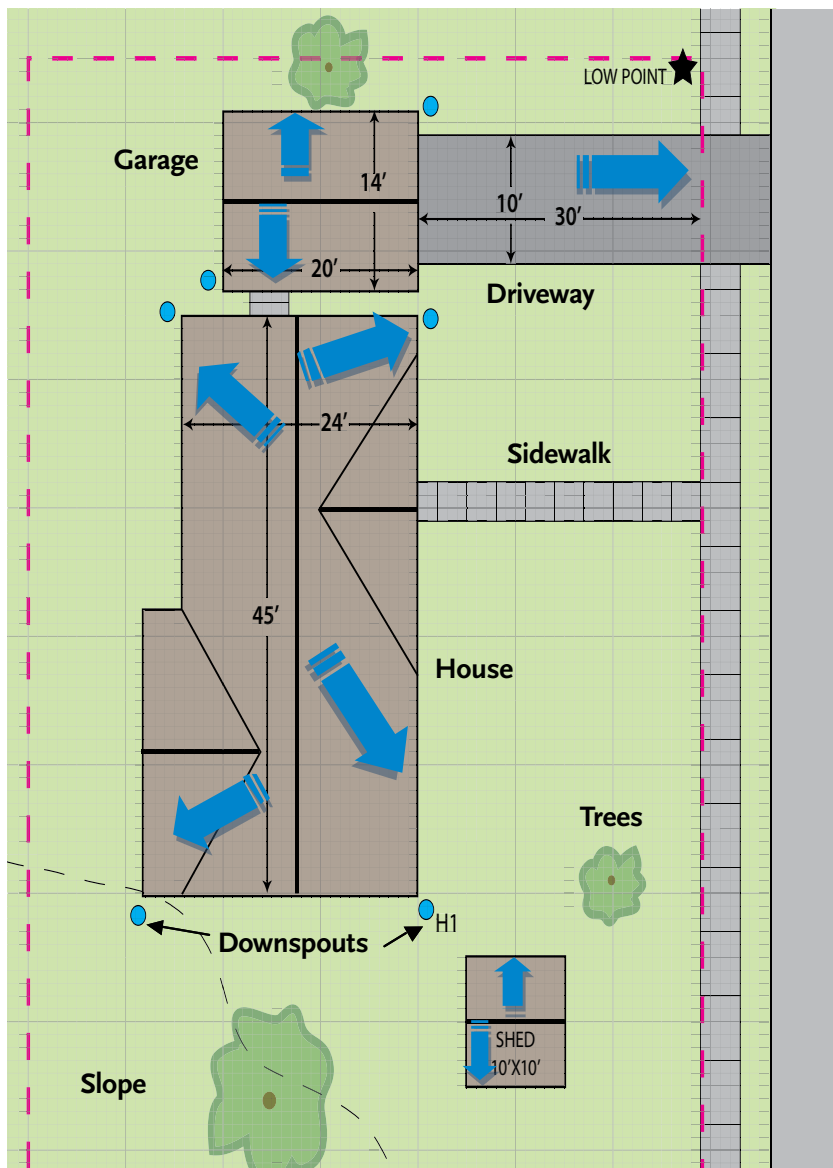 LOW POINT
Garage
14’
10’
30’
20’
Driveway
24’
Sidewalk
45’
House
Trees
H1
Downspouts
SHED
10’X10’
Slope